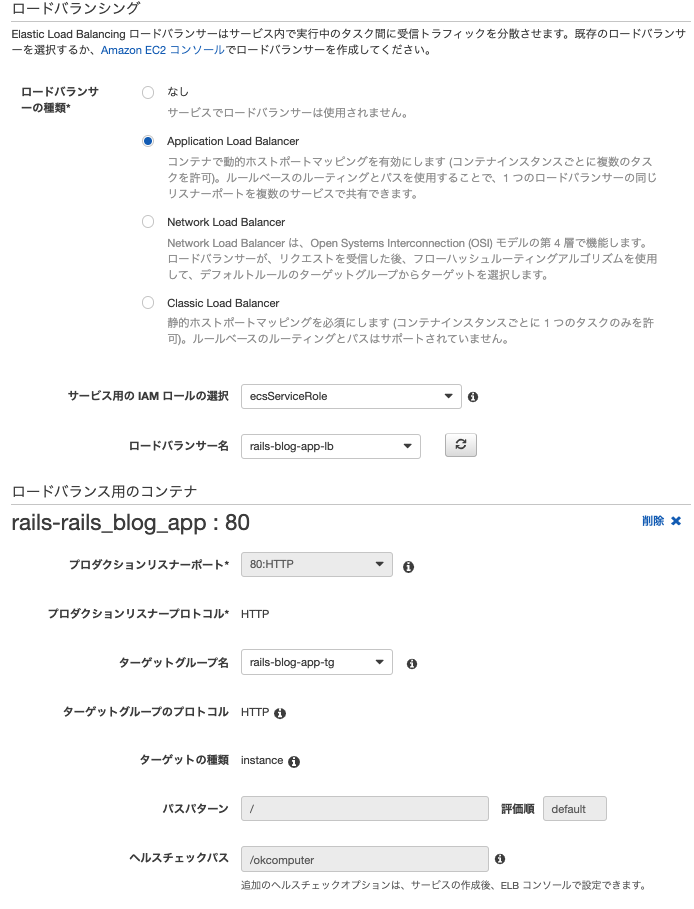 ロードバランシング
Elastic Load Balancing ロードバランサーはサービス内で実行中のタスク間に受信トラフィックを分散させます。既存のロードバランサ
ーを選択するか、Amazon EC2 コンソールでロードバランサーを作成してください。
ロードバランサ
ーの種類*
なし
サービスでロードバランサーは使用されません。
Application Load Balancer
コンテナで動的ホストポートマッピングを有効にします (コンテナインスタンスごとに複数のタス
クを許可)。ルールベースのルーティングとパスを使用することで、1 つのロードバランサーの同じ
リスナーポートを複数のサービスで共有できます。
Network Load Balancer
Network Load Balancer は、Open Systems Interconnection (OSI) モデルの第 4 層で機能します。
ロードバランサーが、リクエストを受信した後、フローハッシュルーティングアルゴリズムを使用
して、デフォルトルールのターゲットグループからターゲットを選択します。
Classic Load Balancer
静的ホストポートマッピングを必須にします (コンテナインスタンスごとに 1 つのタスクのみを許
可)。ルールベースのルーティングとパスはサポートされていません。
サービス用の IAM ロールの選択 ecsServiceRole
ロードバランサー名 rails-blog-app-lb
ロードバランス用のコンテナ
rails-rails_blog_app : 80 削除
プロダクションリスナーポート* 80:HTTP
プロダクションリスナープロトコル* HTTP
ターゲットグループ名 rails-blog-app-tg
ターゲットグループのプロトコル HTTP
ターゲットの種類 instance
パスパターン / 評価順 default
ヘルスチェックパス /okcomputer
追加のヘルスチェックオプションは、サービスの作成後、ELB コンソールで設定できます。